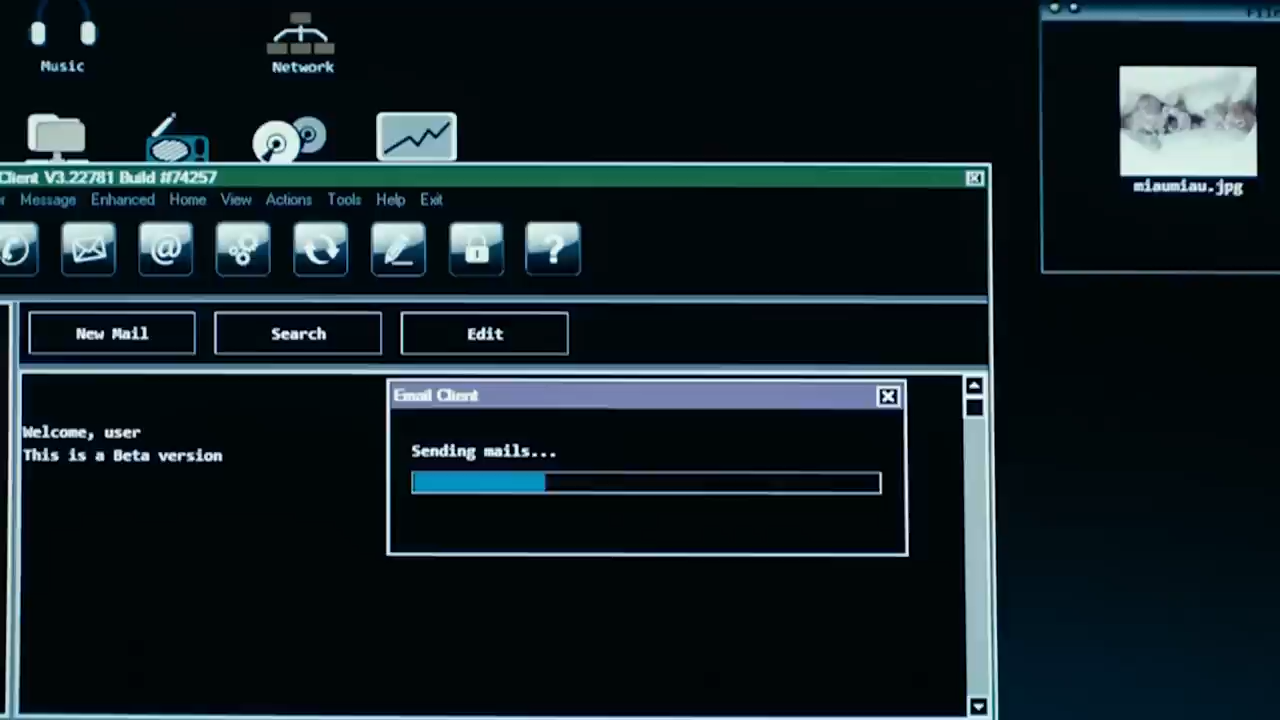 Music
Network
miaumiau.jpg
Client V3.22781 Build #74257
Message Enhanced Home View Actions Tools Help Exit
New Mail
Search
Edit
Email Client
Sending mails...
Welcome, user
This is a Beta version